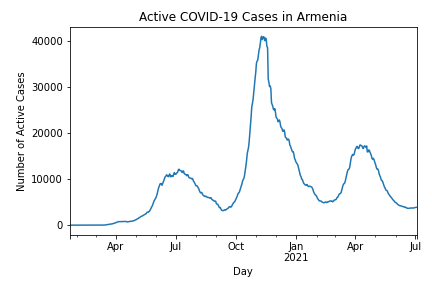 Active COVID-19 Cases in Armenia
Number of Active Cases
40000
30000
20000
10000
0
Apr
Jul
Oct
Jan
2021
Apr
Jul
Day